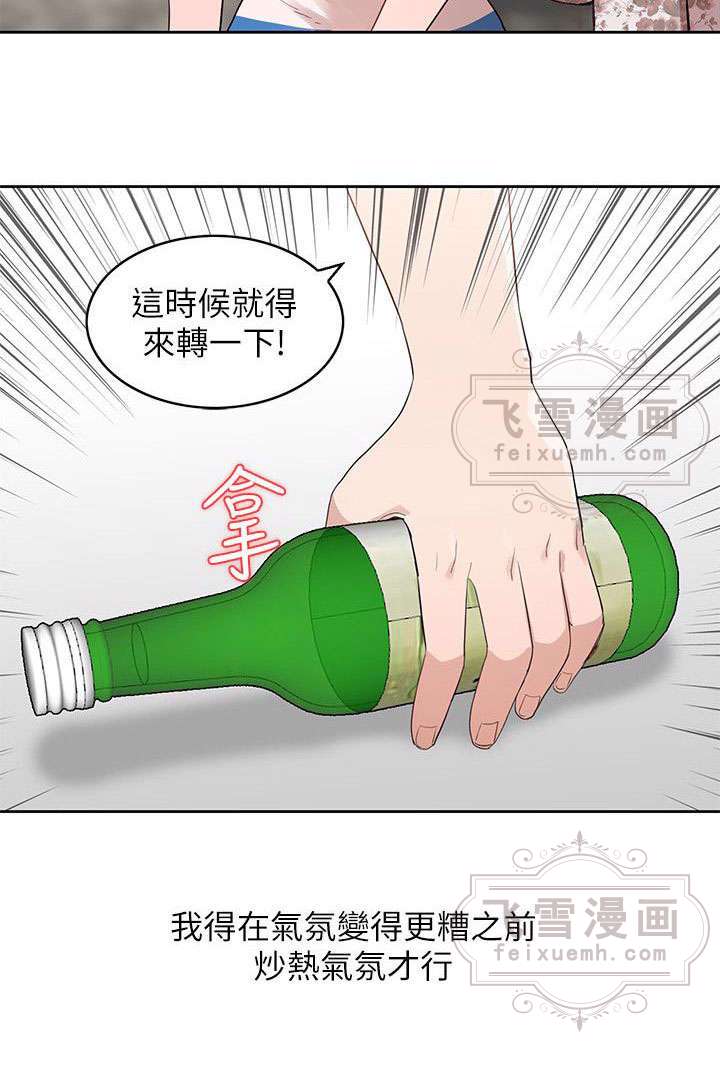 這時候就得
來轉一下!
拿
飞雪漫画
feixuemh.com
我得在氣氛變得更糟之前
炒熱氣氛才行
飞雪漫画
feixuemh.com